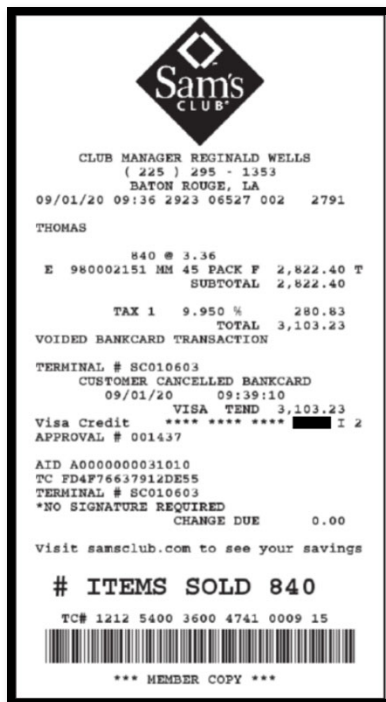 Sam's
CLUB
CLUB MANAGER REGINALD WELLS
( 225 ) 295 - 1353
BATON ROUGE, LA
09/01/20 09:36 2923 06527 002 2791
THOMAS
840 @ 3.36
E 980002151 MM 45 PACK F 2,822.40 T
SUBTOTAL 2,822.40
TAX 1 9.950 % 280.83
TOTAL 3,103.23
VOIDED BANKCARD TRANSACTION
TERMINAL # SC010603
CUSTOMER CANCELLED BANKCARD
09/01/20 09:39:10
VISA TEND 3,103.23
Visa Credit **** **** **** I 2
APPROVAL # 001437
AID A0000000031010
TC FD4F76637912DE55
TERMINAL # SC010603
*NO SIGNATURE REQUIRED
CHANGE DUE 0.00
Visit samsclub.com to see your savings
# ITEMS SOLD 840
TC# 1212 5400 3600 4741 0009 15
*** MEMBER COPY ***